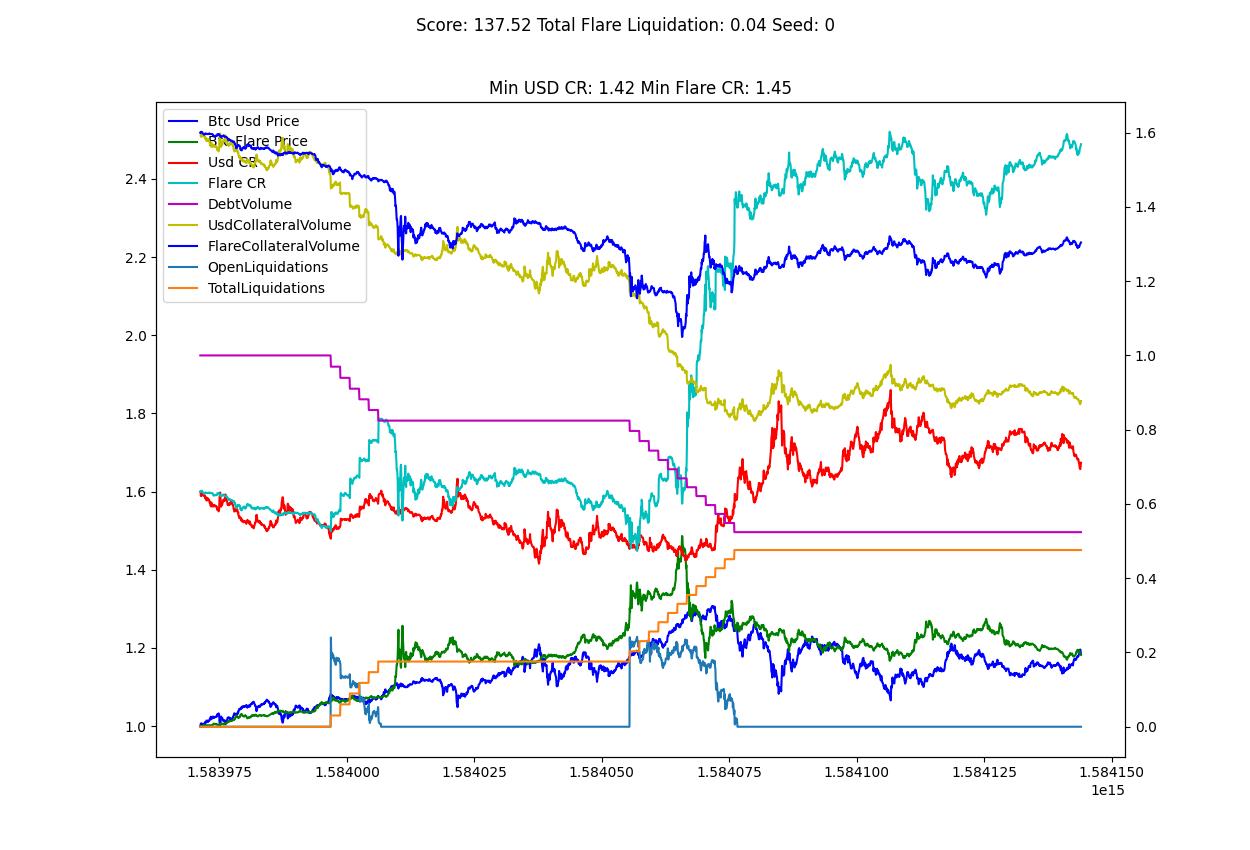 Score: 137.52 Total Flare Liquidation: 0.04 Seed: 0
Min USD CR: 1.42 Min Flare CR: 1.45
Btc Usd Price
Btc Flare Price
Usd CR
Flare CR
DebtVolume
UsdCollateralVolume
FlareCollateralVolume
OpenLiquidations
TotalLiquidations
2.4
2.2
2.0
1.8
1.6
1.4
1.2
1.0
1.6
1.4
1.2
1.0
0.8
0.6
0.4
0.2
0.0
1.583975 1.584000 1.584025 1.584050 1.584075 1.584100 1.584125 1.584150
1e15